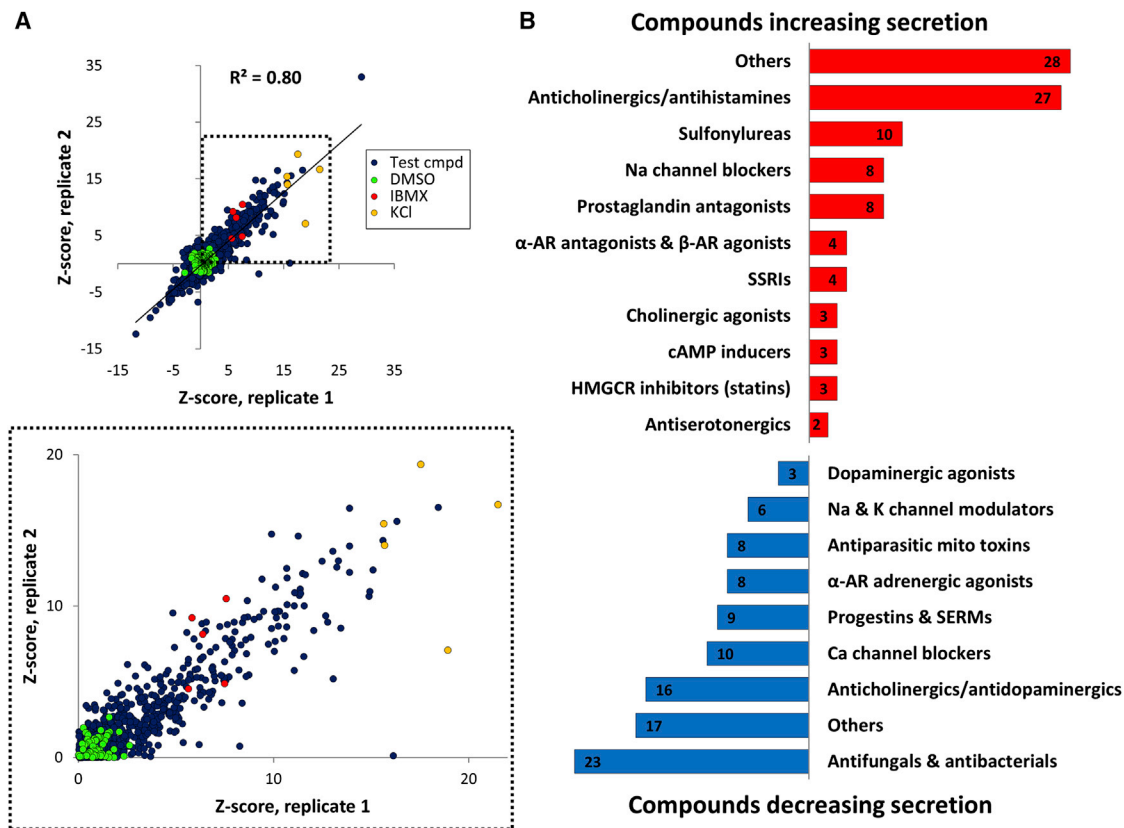 A
R² = 0.80
35
25
15
5
-5
-15
-15
-5
5
15
25
35
Z-score, replicate 2
Z-score, replicate 1
Test cmpd
DMSO
IBMX
KCl
20
10
0
0
10
20
Z-score, replicate 2
Z-score, replicate 1
B
Compounds increasing secretion
Others 28
Anticholinergics/antihistamines 27
Sulfonylureas 10
Na channel blockers 8
Prostaglandin antagonists 8
α-AR antagonists & β-AR agonists 4
SSRIs 4
Cholinergic agonists 3
cAMP inducers 3
HMGCR inhibitors (statins) 3
Antiserotonergics 2
3 Dopaminergic agonists
6 Na & K channel modulators
8 Antiparasitic mito toxins
8 α-AR adrenergic agonists
9 Progestins & SERMs
10 Ca channel blockers
16 Anticholinergics/antidopaminergics
17 Others
23 Antifungals & antibacterials
Compounds decreasing secretion